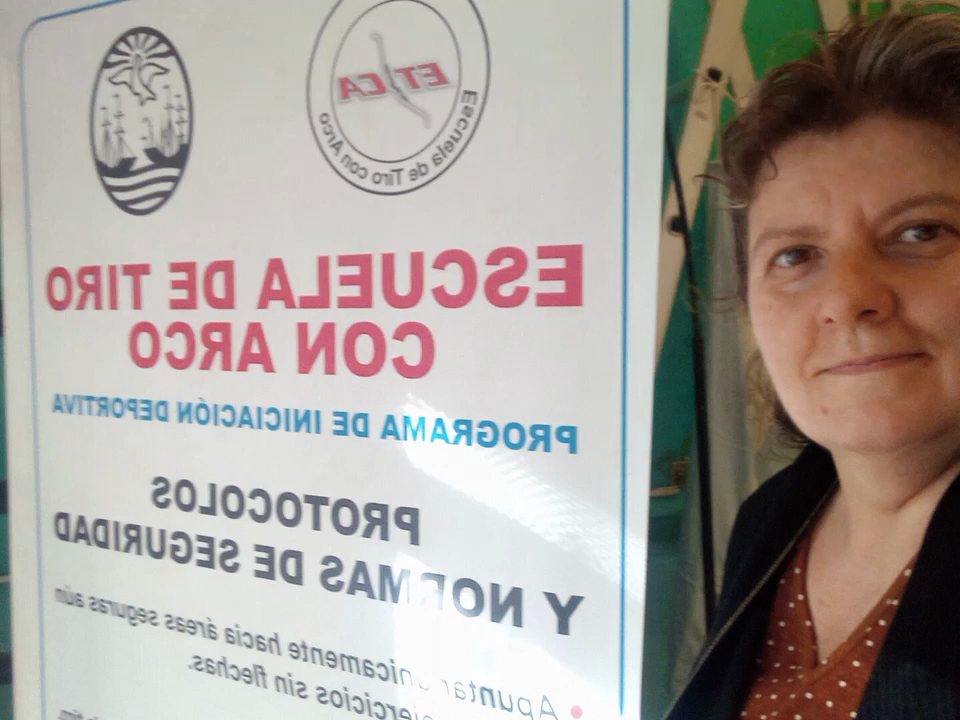 ETICA
Escuela de Tiro con Arco
ESCUELA DE TIRO
CON ARCO
PROGRAMA DE INICIACIÓN DEPORTIVA
PROTOCOLOS
Y NORMAS DE SEGURIDAD
• Apuntar únicamente hacia áreas seguras aún
ejercicios sin flechas.